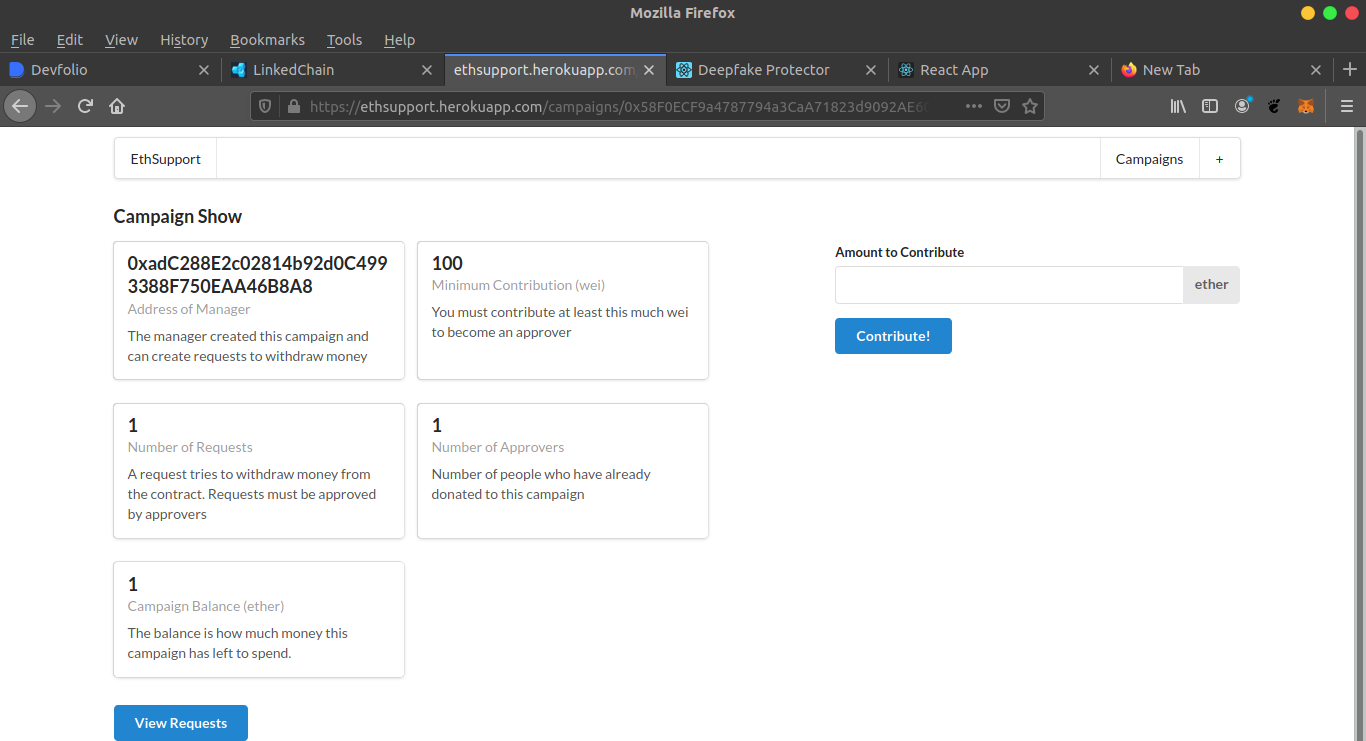 Mozilla Firefox
File Edit View History Bookmarks Tools Help
Devfolio LinkedChain ethsupport.herokuapp.com Deepfake Protector React App New Tab
https://ethsupport.herokuapp.com/campaigns/0x58F0ECF9a4787794a3CaA71823d9092AE6
EthSupport Campaigns +
Campaign Show
0xadC288E2c02814b92d0C499
3388F750EAA46B8A8
Address of Manager
The manager created this campaign and
can create requests to withdraw money
100
Minimum Contribution (wei)
You must contribute at least this much wei
to become an approver
Amount to Contribute
ether
Contribute!
1
Number of Requests
A request tries to withdraw money from
the contract. Requests must be approved
by approvers
1
Number of Approvers
Number of people who have already
donated to this campaign
1
Campaign Balance (ether)
The balance is how much money this
campaign has left to spend.
View Requests